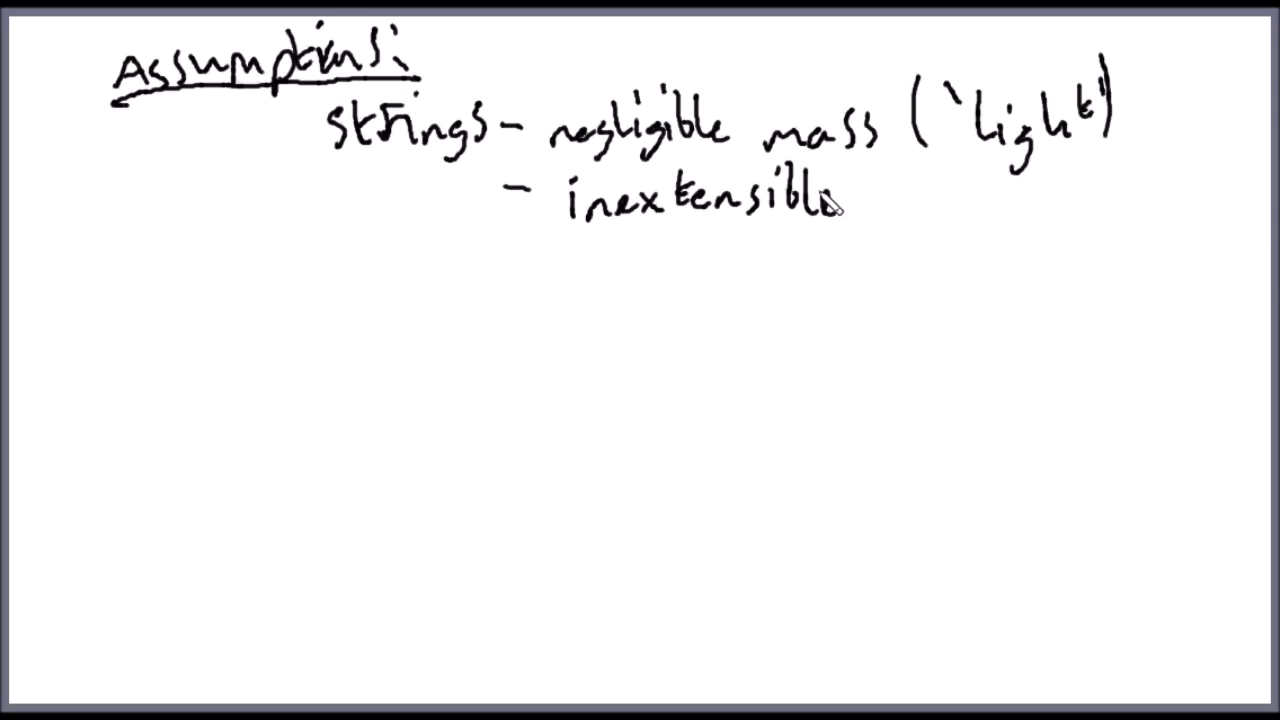 Assumptions:
strings - negligible mass ('light')
- inextensible